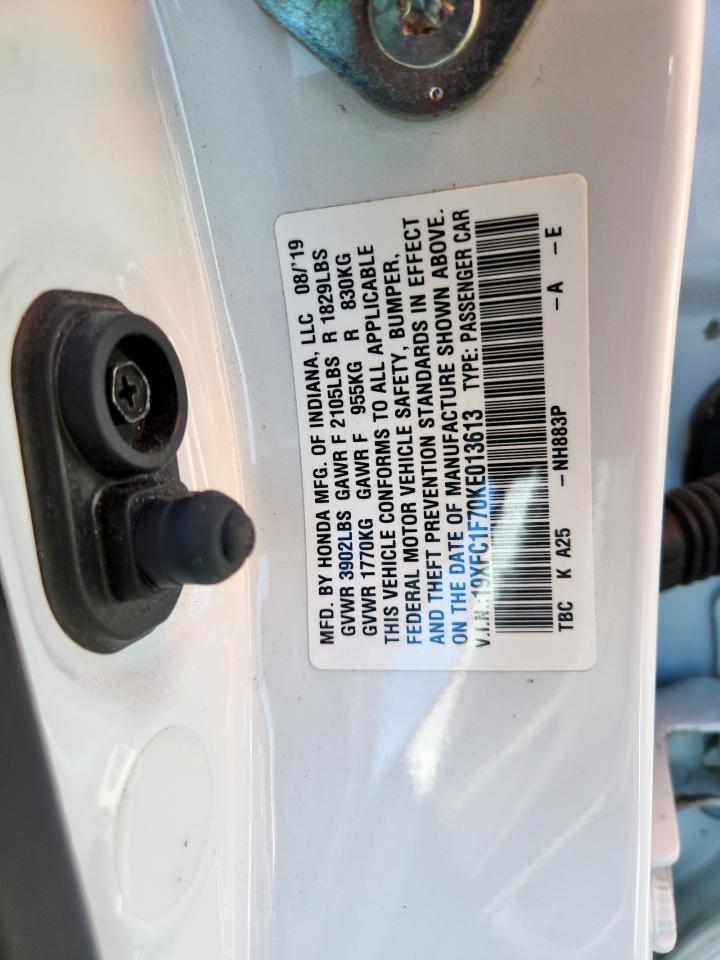 MFD. BY HONDA MFG. OF INDIANA, LLC 08/'19
GVWR 3902LBS GAWR F 2105LBS R 1829LBS
GVWR 1770KG GAWR F 955KG R 830KG
THIS VEHICLE CONFORMS TO ALL APPLICABLE
FEDERAL MOTOR VEHICLE SAFETY, BUMPER,
AND THEFT PREVENTION STANDARDS IN EFFECT
ON THE DATE OF MANUFACTURE SHOWN ABOVE.
V.I.N.:19XFC1F70KE013613 TYPE: PASSENGER CAR
TBC K A25 -NH883P -A -E